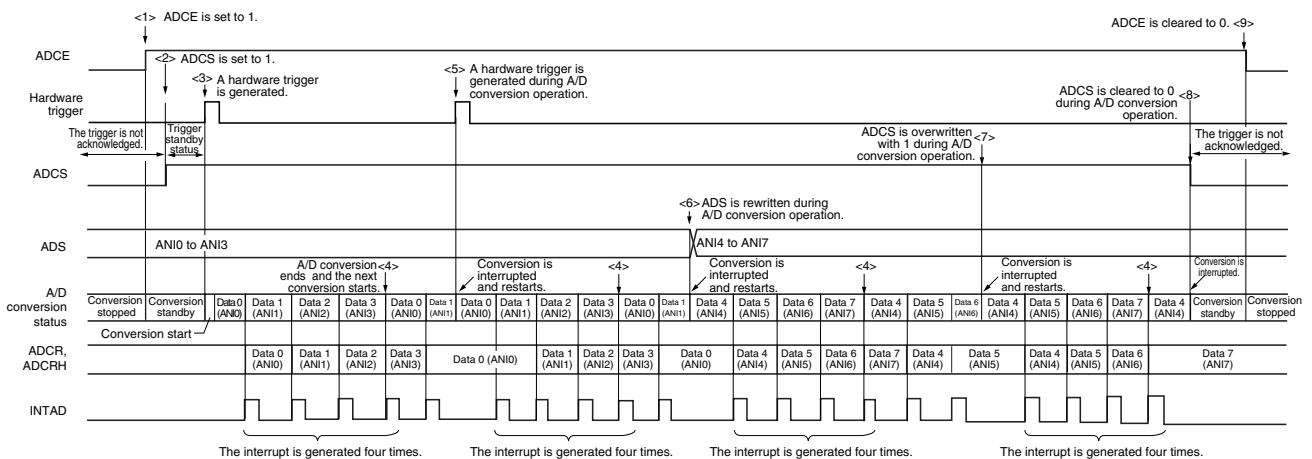 <1> ADCE is set to 1.
ADCE is cleared to 0. <9>
ADCE
<2> ADCS is set to 1.
<3> A hardware trigger
is generated.
<5> A hardware trigger is
generated during A/D
conversion operation.
ADCS is cleared to 0 <8>
during A/D conversion
operation.
Hardware
trigger
The trigger is not
acknowledged.
Trigger
standby
status
ADCS is overwritten <7>
with 1 during A/D
conversion operation.
The trigger is not
acknowledged.
ADCS
<6> ADS is rewritten during
A/D conversion operation.
ADS
ANI0 to ANI3
ANI4 to ANI7
A/D conversion <4>
ends and the next
conversion starts.
Conversion is
interrupted
and restarts.
<4>
Conversion is
interrupted
and restarts.
<4>
Conversion is
interrupted
and restarts.
<4>
Conversion is
interrupted.
A/D
conversion
status
Conversion
stopped
Conversion
standby
Data 0
(ANI0)
Data 1
(ANI1)
Data 2
(ANI2)
Data 3
(ANI3)
Data 0
(ANI0)
Data 1
(ANI1)
Data 0
(ANI0)
Data 1
(ANI1)
Data 2
(ANI2)
Data 3
(ANI3)
Data 0
(ANI0)
Data 1
(ANI1)
Data 4
(ANI4)
Data 5
(ANI5)
Data 6
(ANI6)
Data 7
(ANI7)
Data 4
(ANI4)
Data 5
(ANI5)
Data 6
(ANI6)
Data 4
(ANI4)
Data 5
(ANI5)
Data 6
(ANI6)
Data 7
(ANI7)
Data 4
(ANI4)
Conversion
standby
Conversion
stopped
Conversion start
ADCR,
ADCRH
Data 0
(ANI0)
Data 1
(ANI1)
Data 2
(ANI2)
Data 3
(ANI3)
Data 0 (ANI0)
Data 1
(ANI1)
Data 2
(ANI2)
Data 3
(ANI3)
Data 0
(ANI0)
Data 4
(ANI4)
Data 5
(ANI5)
Data 6
(ANI6)
Data 7
(ANI7)
Data 4
(ANI4)
Data 5
(ANI5)
Data 4
(ANI4)
Data 5
(ANI5)
Data 6
(ANI6)
Data 7
(ANI7)
INTAD
The interrupt is generated four times.
The interrupt is generated four times.
The interrupt is generated four times.
The interrupt is generated four times.